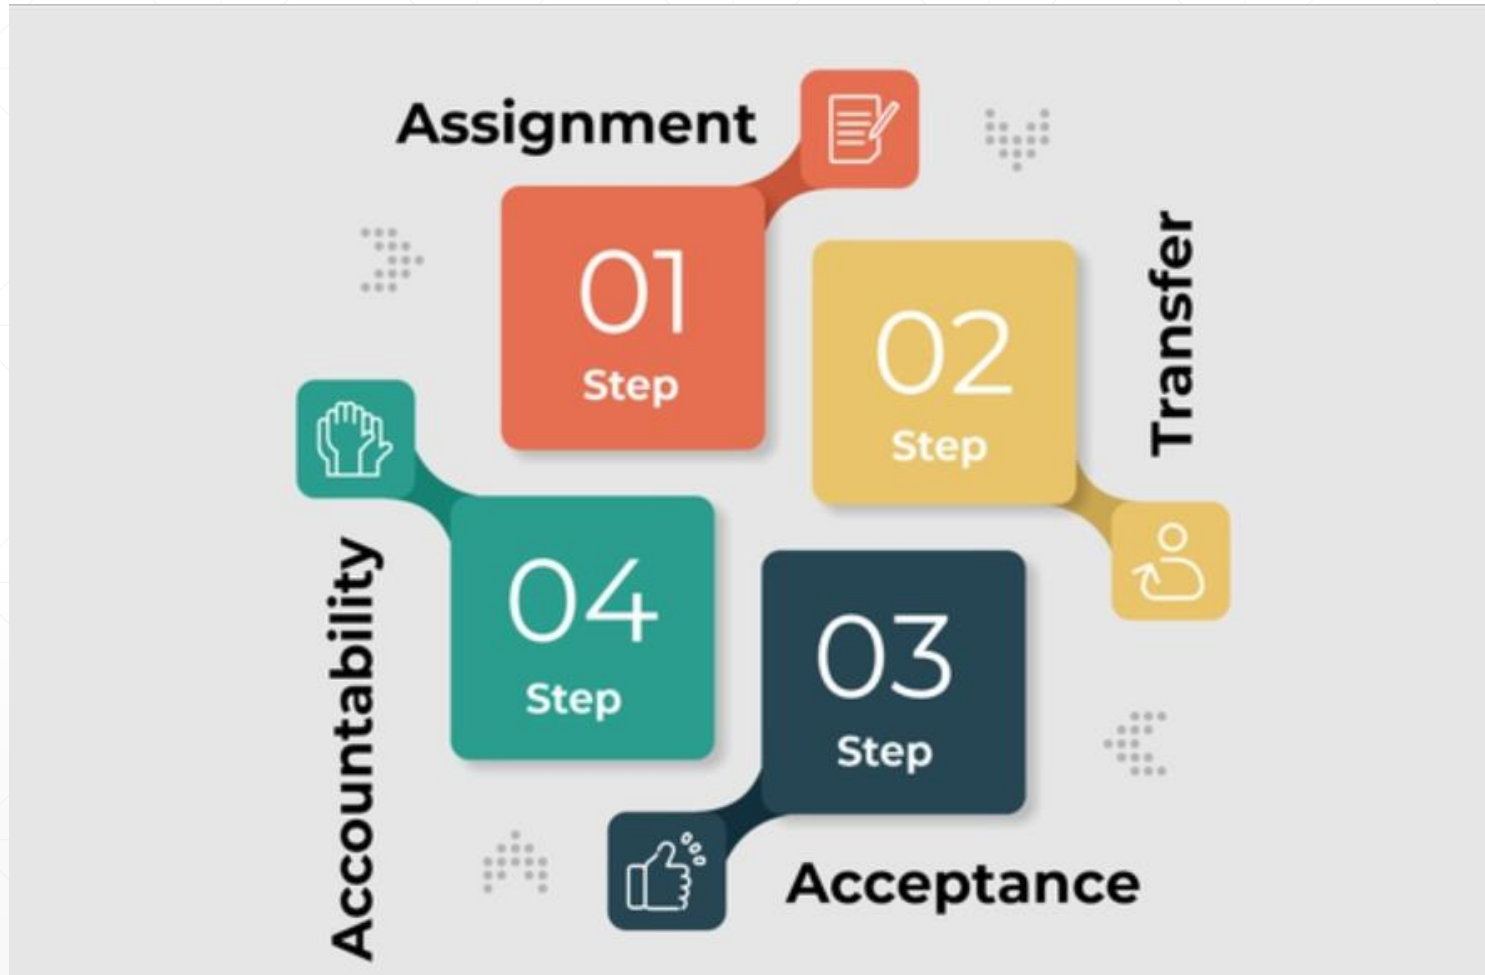 Assignment
01
Step
Transfer
02
Step
03
Step
Acceptance
04
Step
Accountability